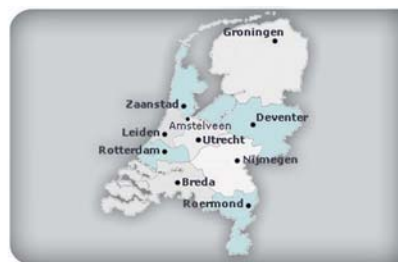 Groningen
Zaanstad
Amstelveen
Deventer
Leiden
Utrecht
Rotterdam
Nijmegen
Breda
Roermond